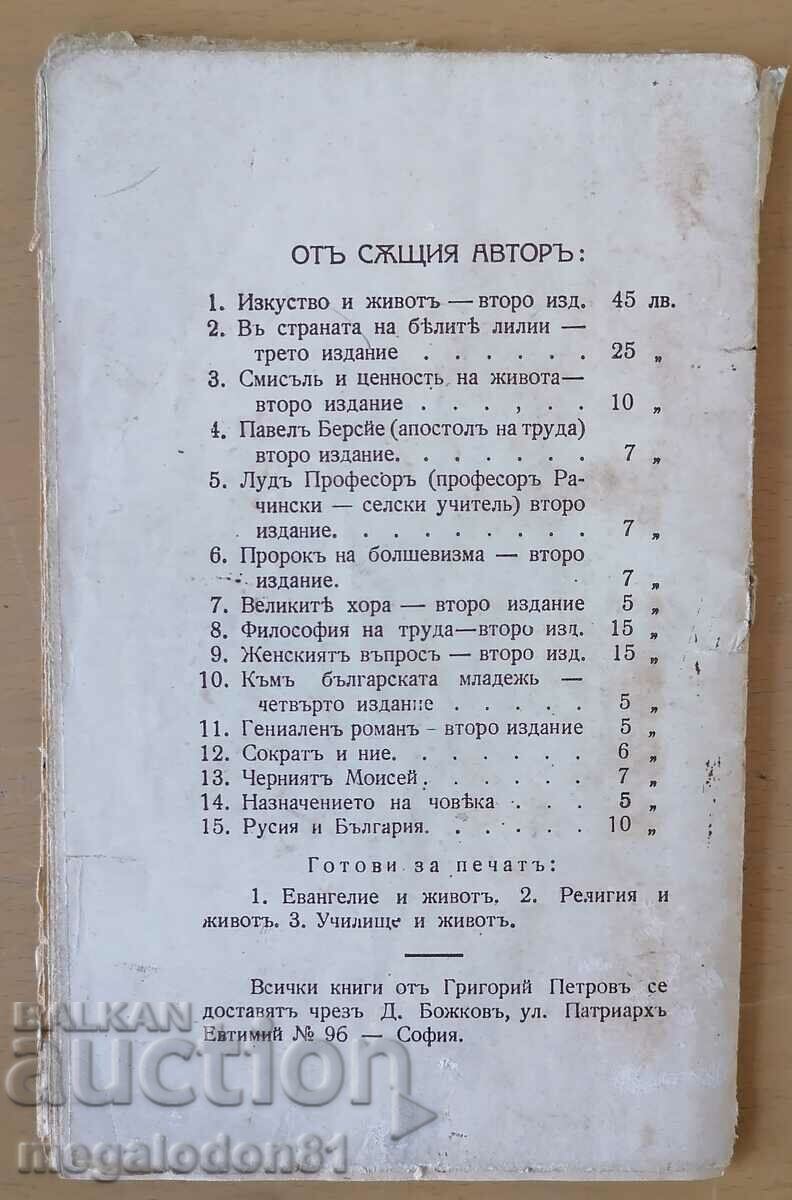 ОТЪ СѪЩИЯ АВТОРЪ:
1. Изкуство и животъ — второ изд. 45 лв.
2. Въ страната на бѣлитѣ лилии —
трето издание . . . . . . 25 „
3. Смисълъ и ценность на живота—
второ издание . . . , . . 10 „
4. Павелъ Берсйе (апостолъ на труда)
второ издание. . . . . . . 7 „
5. Лудъ Професоръ (професоръ Ра-
чински — селски учитель) второ
издание. . . . . . . . . . 7 „
6. Пророкъ на болшевизма — второ
издание. 7 „
7. Великитѣ хора — второ издание 5 „
8. Философия на труда—второ изд. 15 „
9. Женскиятъ въпросъ — второ изд. 15 „
10. Къмъ българската младежь —
четвърто издание . . . . . 5 „
11. Гениаленъ романъ - второ издание 5 „
12. Сократъ и ние. . . . . . . 6 „
13. Черниятъ Моисей. . . . . . 7 „
14. Назначението на човѣка . . . 5 „
15. Русия и България. . . . . . 10 „
Готови за печатъ:
1. Евангелие и животъ. 2. Религия и
животъ. 3. Училище и животъ.
Всички книги отъ Григорий Петровъ се
доставятъ чрезъ Д. Божковъ, ул. Патриархъ
Евтимий № 96 — София.
BALKAN
auction
megalodon81